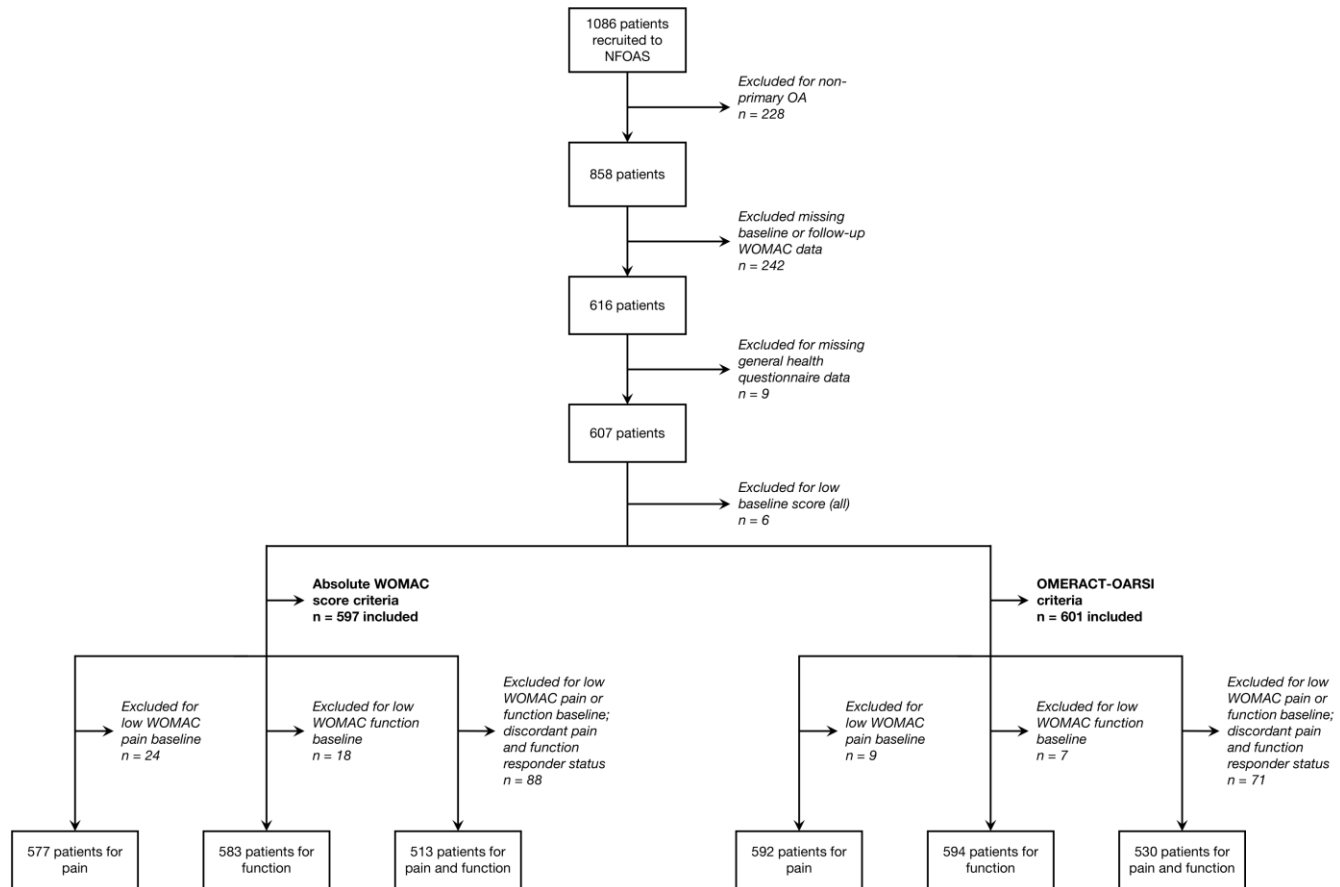 1086 patients
recruited to
NFOAS
Excluded for non-
primary OA
n = 228
858 patients
Excluded missing
baseline or follow-up
WOMAC data
n = 242
616 patients
Excluded for missing
general health
questionnaire data
n = 9
607 patients
Excluded for low
baseline score (all)
n = 6
Absolute WOMAC
score criteria
n = 597 included
OMERACT-OARSI
criteria
n = 601 included
Excluded for
low WOMAC
pain baseline
n = 24
Excluded for low
WOMAC function
baseline
n = 18
Excluded for low
WOMAC pain or
function baseline;
discordant pain
and function
responder status
n = 88
Excluded for
low WOMAC
pain baseline
n = 9
Excluded for low
WOMAC function
baseline
n = 7
Excluded for low
WOMAC pain or
function baseline;
discordant pain
and function
responder status
n = 71
577 patients for
pain
583 patients for
function
513 patients for
pain and function
592 patients for
pain
594 patients for
function
530 patients for
pain and function